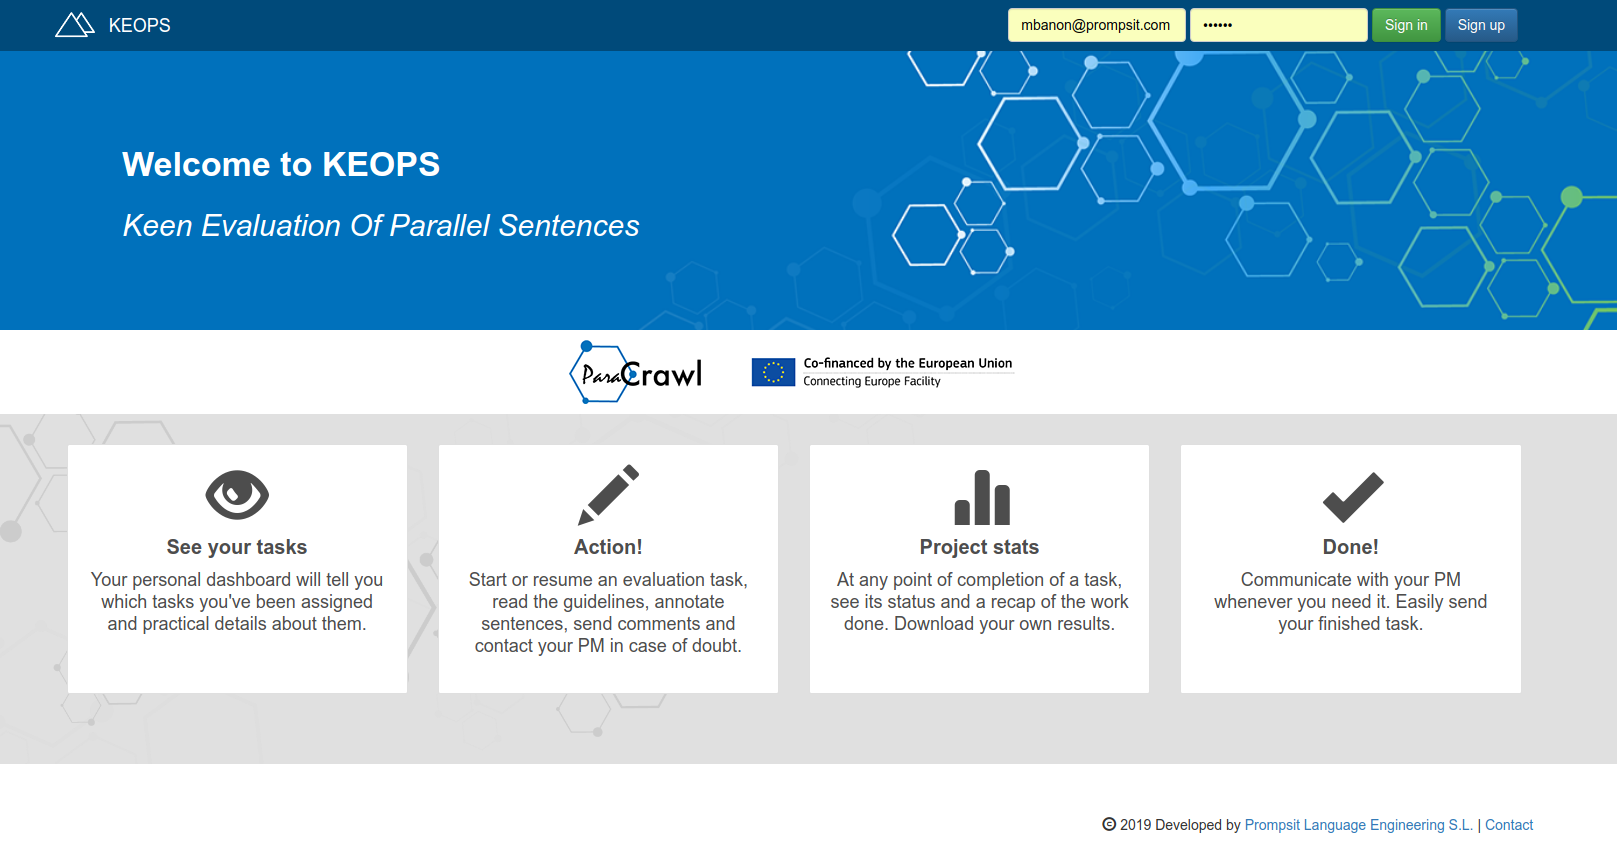 KEOPS
mbanon@prompsit.com
••••••
Sign in
Sign up
Welcome to KEOPS
Keen Evaluation Of Parallel Sentences
ParaCrawl
Co-financed by the European Union
Connecting Europe Facility
See your tasks
Your personal dashboard will tell you
which tasks you've been assigned
and practical details about them.
Action!
Start or resume an evaluation task,
read the guidelines, annotate
sentences, send comments and
contact your PM in case of doubt.
Project stats
At any point of completion of a task,
see its status and a recap of the work
done. Download your own results.
Done!
Communicate with your PM
whenever you need it. Easily send
your finished task.
© 2019 Developed by Prompsit Language Engineering S.L. | Contact